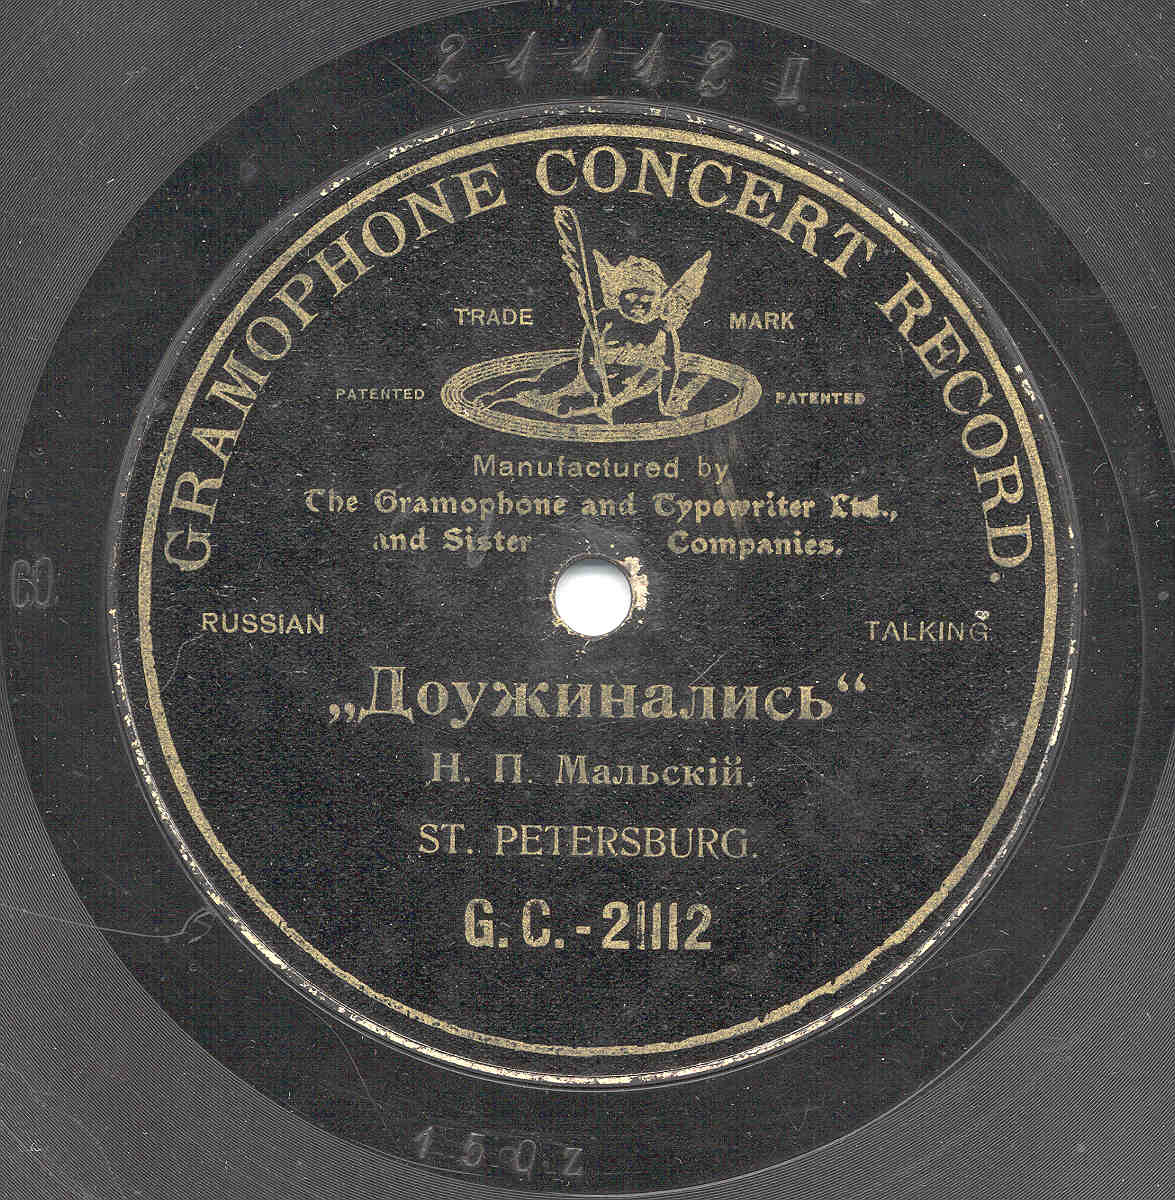 21112 II
GRAMOPHONE CONCERT RECORD.
TRADE MARK
PATENTED PATENTED
Manufactured by
The Gramophone and Typewriter Ltd.,
and Sister Companies.
RUSSIAN TALKING
„Доужинались“
Н. П. Мальскій.
ST. PETERSBURG.
G. C. - 21112
150z